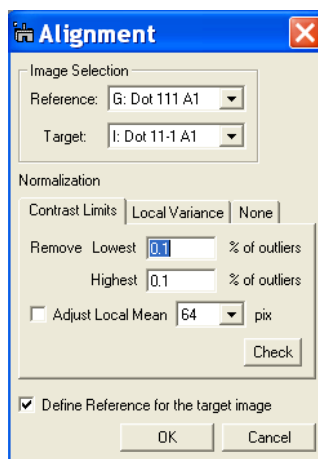 Alignment
Image Selection
Reference: G: Dot 111 A1
Target: I: Dot 11-1 A1
Normalization
Contrast Limits Local Variance None
Remove Lowest 0.1 % of outliers
Highest 0.1 % of outliers
Adjust Local Mean 64 pix
Check
Define Reference for the target image
OK Cancel